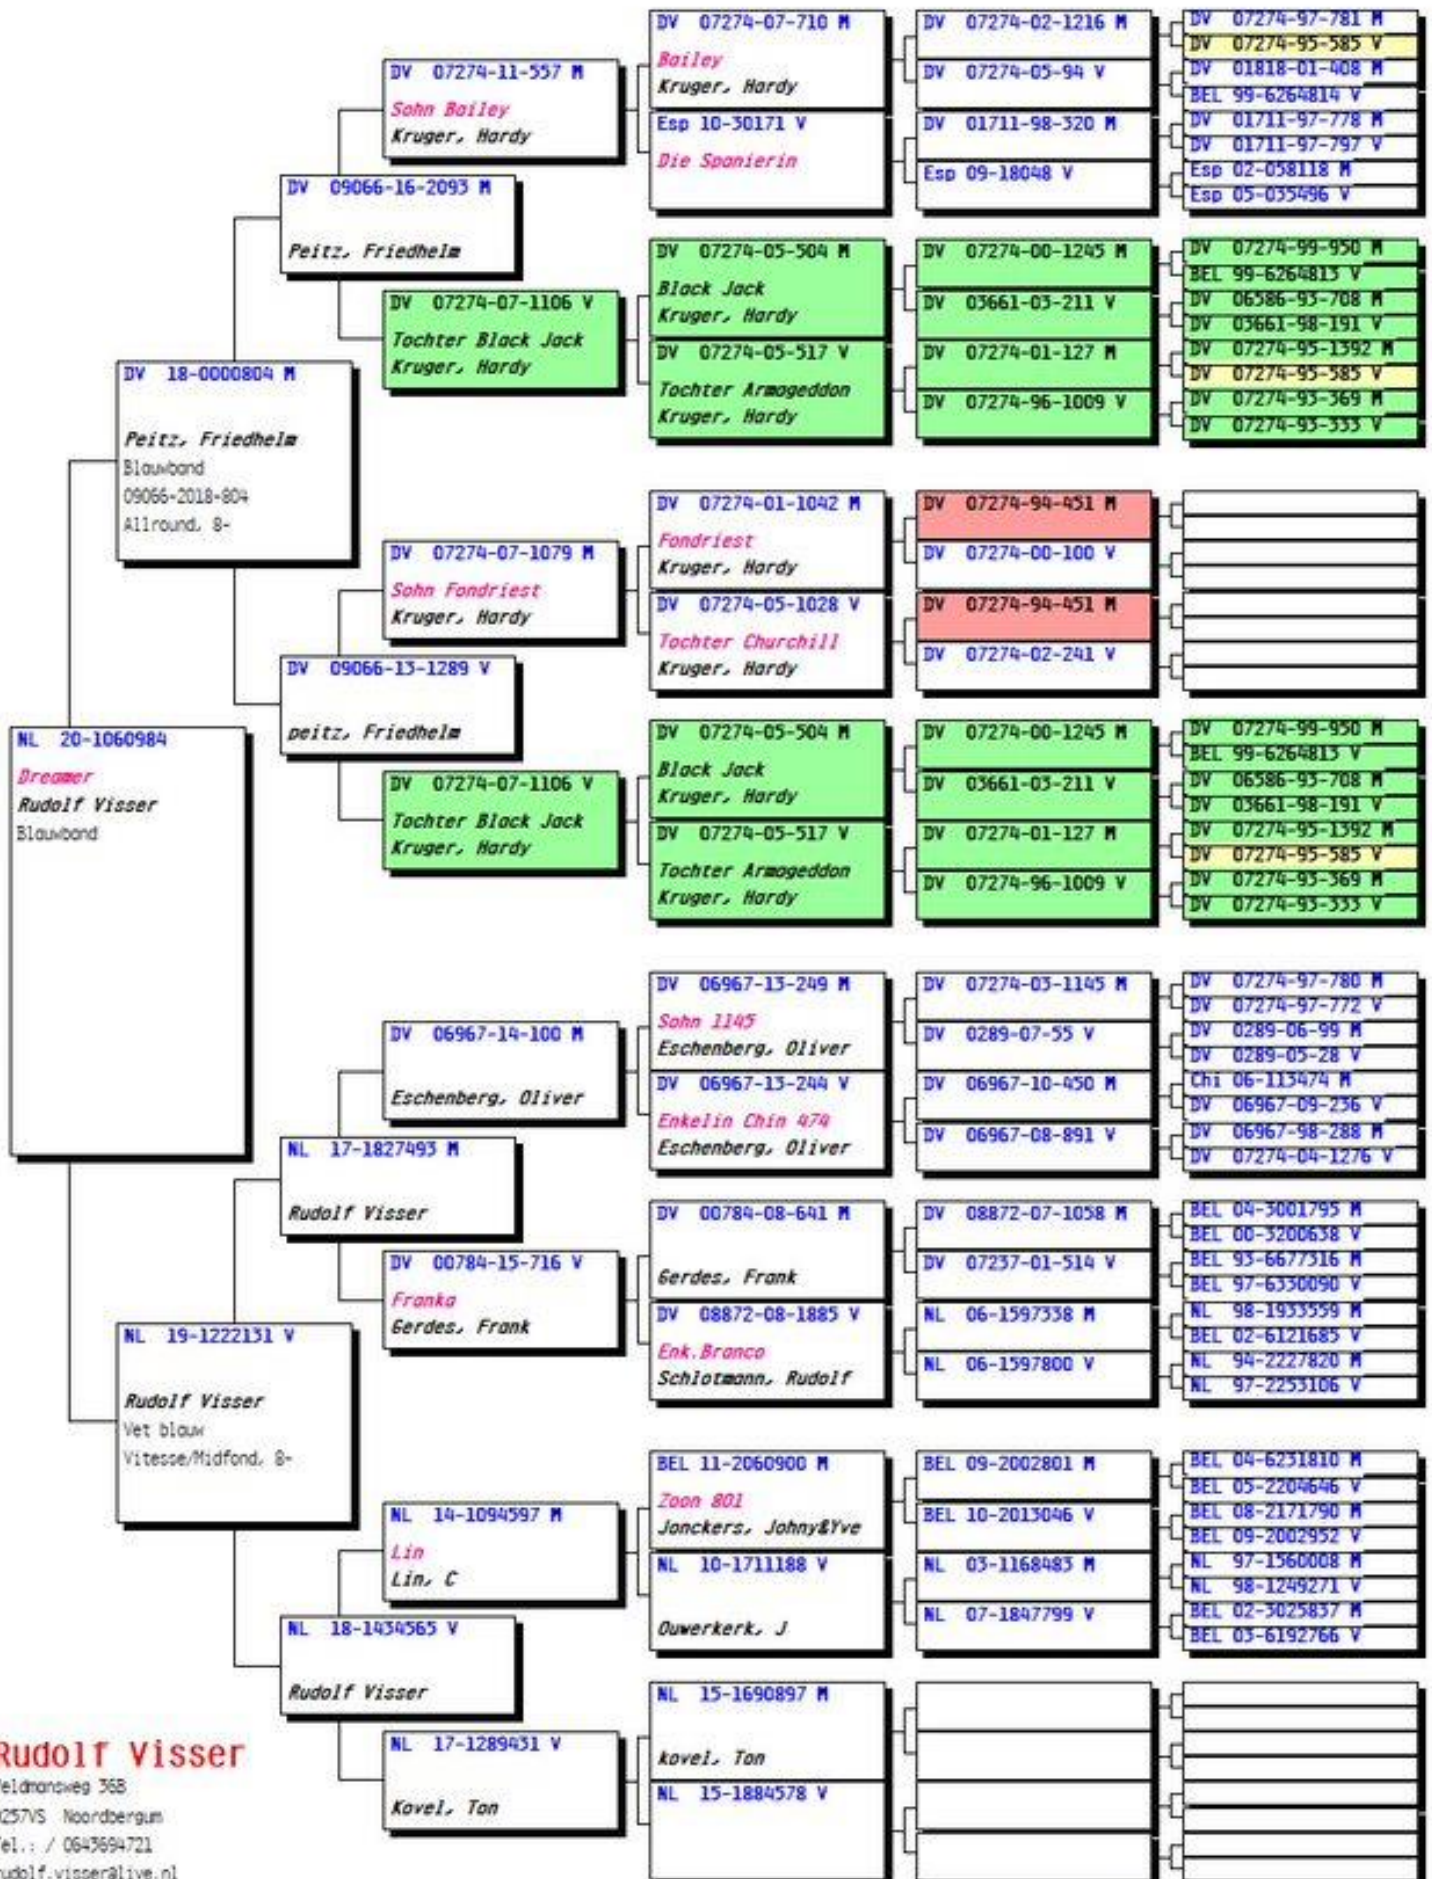 NL 20-1060984
Dreamer
Rudolf Visser
Blauwband
DV 18-0000804 M
Peitz, Friedhelm
Blauwband
09066-2018-804
Allround, 8-
NL 19-1222131 V
Rudolf Visser
Vet blauw
Vitesse/Midfond, 8-
DV 09066-16-2093 M
Peitz, Friedhelm
DV 09066-13-1289 V
peitz, Friedhelm
NL 17-1827493 M
Rudolf Visser
NL 18-1434565 V
Rudolf Visser
DV 07274-11-557 M
Sohn Bailey
Kruger, Hardy
DV 07274-07-1106 V
Tochter Black Jack
Kruger, Hardy
DV 07274-07-1079 M
Sohn Fondriest
Kruger, Hardy
DV 07274-07-1106 V
Tochter Black Jack
Kruger, Hardy
DV 06967-14-100 M
Eschenberg, Oliver
DV 00784-15-716 V
Franka
Gerdes, Frank
NL 14-1094597 M
Lin
Lin, C
NL 17-1289431 V
Kovel, Ton
DV 07274-07-710 M
Bailey
Kruger, Hardy
Esp 10-30171 V
Die Spanierin
DV 07274-05-504 M
Black Jack
Kruger, Hardy
DV 07274-05-517 V
Tochter Armageddon
Kruger, Hardy
DV 07274-01-1042 M
Fondriest
Kruger, Hardy
DV 07274-05-1028 V
Tochter Churchill
Kruger, Hardy
DV 07274-05-504 M
Black Jack
Kruger, Hardy
DV 07274-05-517 V
Tochter Armageddon
Kruger, Hardy
DV 06967-13-249 M
Sohn 1145
Eschenberg, Oliver
DV 06967-13-244 V
Enkelin Chin 474
Eschenberg, Oliver
DV 00784-08-641 M
Gerdes, Frank
DV 08872-08-1885 V
Enk.Branco
Schlotmann, Rudolf
BEL 11-2060900 M
Zoon 801
Jonckers, Johny&Yve
NL 10-1711188 V
Ouwerkerk, J
NL 15-1690897 M
kovel, Ton
NL 15-1884578 V
DV 07274-02-1216 M
DV 07274-05-94 V
DV 01711-98-320 M
Esp 09-18048 V
DV 07274-00-1245 M
DV 03661-03-211 V
DV 07274-01-127 M
DV 07274-96-1009 V
DV 07274-94-451 M
DV 07274-00-100 V
DV 07274-94-451 M
DV 07274-02-241 V
DV 07274-00-1245 M
DV 03661-03-211 V
DV 07274-01-127 M
DV 07274-96-1009 V
DV 07274-03-1145 M
DV 0289-07-55 V
DV 06967-10-450 M
DV 06967-08-891 V
DV 08872-07-1058 M
DV 07237-01-514 V
NL 06-1597338 M
NL 06-1597800 V
BEL 09-2002801 M
BEL 10-2013046 V
NL 03-1168483 M
NL 07-1847799 V
DV 07274-97-781 M
DV 07274-95-585 V
DV 01818-01-408 M
BEL 99-6264814 V
DV 01711-97-778 M
DV 01711-97-797 V
Esp 02-058118 M
Esp 05-035496 V
DV 07274-99-950 M
BEL 99-6264813 V
DV 06586-93-708 M
DV 03661-98-191 V
DV 07274-95-1392 M
DV 07274-95-585 V
DV 07274-93-369 M
DV 07274-93-333 V
DV 07274-99-950 M
BEL 99-6264813 V
DV 06586-93-708 M
DV 03661-98-191 V
DV 07274-95-1392 M
DV 07274-95-585 V
DV 07274-93-369 M
DV 07274-93-333 V
DV 07274-97-780 M
DV 07274-97-772 V
DV 0289-06-99 M
DV 0289-05-28 V
Chi 06-113474 M
DV 06967-09-236 V
DV 06967-98-288 M
DV 07274-04-1276 V
BEL 04-3001795 M
BEL 00-3200638 V
BEL 93-6677316 M
BEL 97-6330090 V
NL 98-1933559 M
BEL 02-6121685 V
NL 94-2227820 M
NL 97-2253106 V
BEL 04-6231810 M
BEL 05-2204646 V
BEL 08-2171790 M
BEL 09-2002952 V
NL 97-1560008 M
NL 98-1249271 V
BEL 02-3025837 M
BEL 03-6192766 V
Rudolf Visser
eldmansweg 36B
257VS Noordbergum
el.: / 0643694721
udolf.visser@live.nl